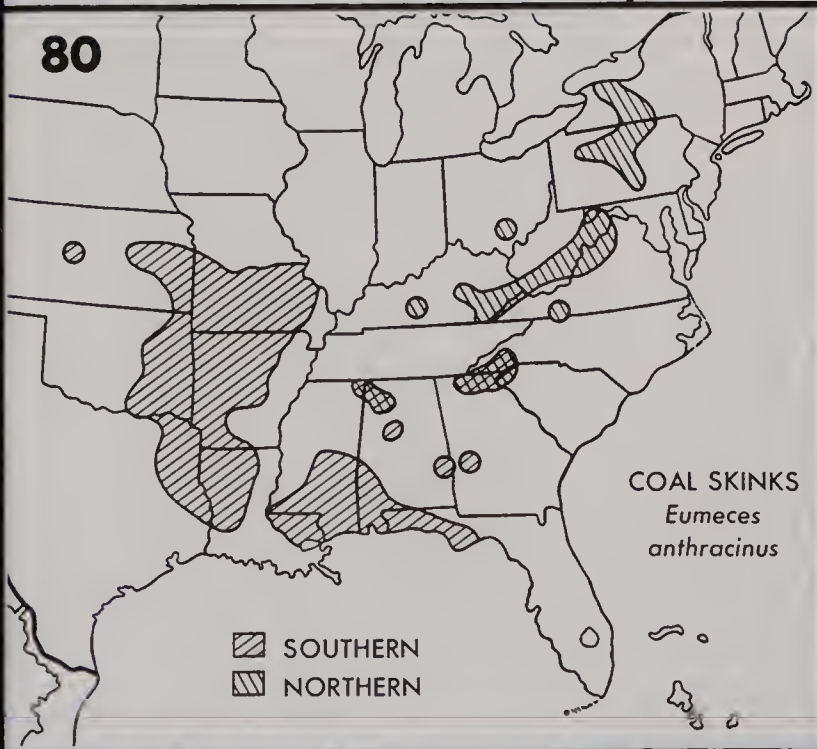 80
COAL SKINKS
Eumeces
anthracinus
SOUTHERN
NORTHERN